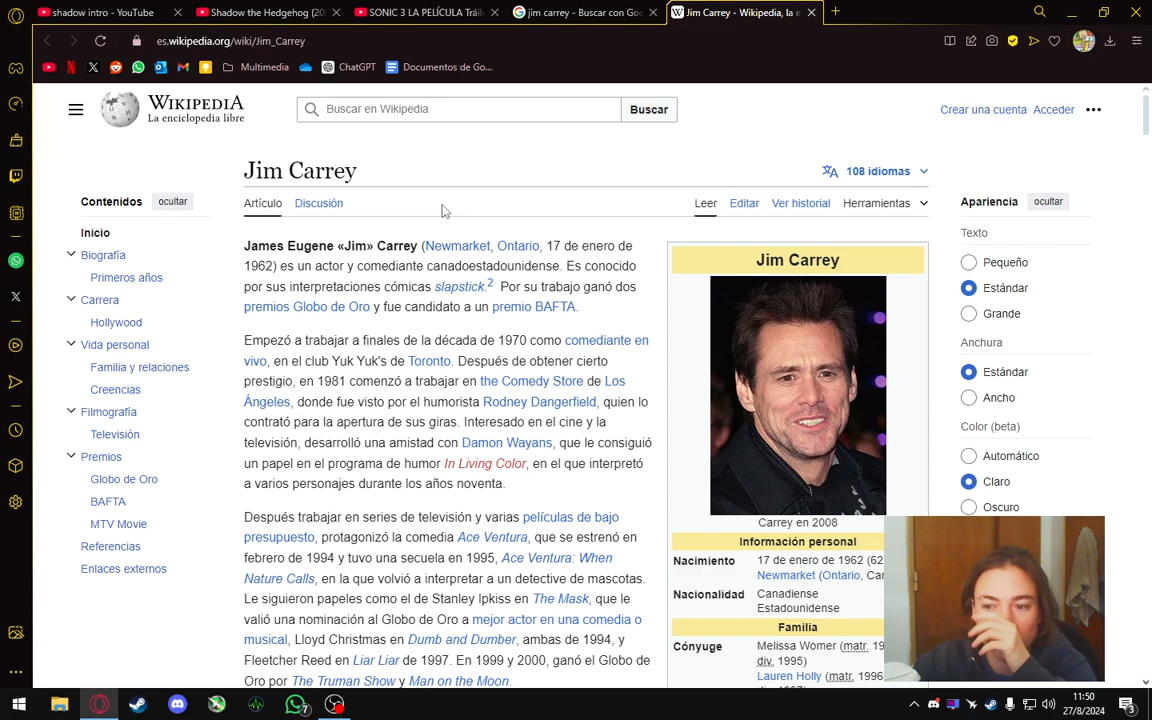 shadow intro - YouTube
Shadow the Hedgehog (20
SONIC 3 LA PELÍCULA Trái
jim carrey - Buscar con Goo
Jim Carrey - Wikipedia, la e
es.wikipedia.org/wiki/Jim_Carrey
Multimedia
ChatGPT
Documentos de Go...
WIKIPEDIA
La enciclopedia libre
Buscar en Wikipedia
Buscar
Crear una cuenta Acceder
Jim Carrey
108 idiomas
Contenidos ocultar
Artículo Discusión
Leer Editar Ver historial Herramientas
Apariencia ocultar
Inicio
Biografía
Primeros años
Carrera
Hollywood
Vida personal
Familia y relaciones
Creencias
Filmografía
Televisión
Premios
Globo de Oro
BAFTA
MTV Movie
Referencias
Enlaces externos
James Eugene «Jim» Carrey (Newmarket, Ontario, 17 de enero de
1962) es un actor y comediante canadoestadounidense. Es conocido
por sus interpretaciones cómicas slapstick.2 Por su trabajo ganó dos
premios Globo de Oro y fue candidato a un premio BAFTA.
Empezó a trabajar a finales de la década de 1970 como comediante en
vivo, en el club Yuk Yuk's de Toronto. Después de obtener cierto
prestigio, en 1981 comenzó a trabajar en the Comedy Store de Los
Ángeles, donde fue visto por el humorista Rodney Dangerfield, quien lo
contrató para la apertura de sus giras. Interesado en el cine y la
televisión, desarrolló una amistad con Damon Wayans, que le consiguió
un papel en el programa de humor In Living Color, en el que interpretó
a varios personajes durante los años noventa.
Después trabajar en series de televisión y varias películas de bajo
presupuesto, protagonizó la comedia Ace Ventura, que se estrenó en
febrero de 1994 y tuvo una secuela en 1995, Ace Ventura: When
Nature Calls, en la que volvió a interpretar a un detective de mascotas.
Le siguieron papeles como el de Stanley Ipkiss en The Mask, que le
valió una nominación al Globo de Oro a mejor actor en una comedia o
musical, Lloyd Christmas en Dumb and Dumber, ambas de 1994, y
Fleetcher Reed en Liar Liar de 1997. En 1999 y 2000, ganó el Globo de
Oro por The Truman Show y Man on the Moon.
Jim Carrey
Carrey en 2008
Información personal
Nacimiento 17 de enero de 1962 (62
Newmarket (Ontario, Can
Nacionalidad Canadiense
Estadounidense
Familia
Cónyuge Melissa Womer (matr. 19
div. 1995)
Lauren Holly (matr. 1996
Texto
Pequeño
Estándar
Grande
Anchura
Estándar
Ancho
Color (beta)
Automático
Claro
Oscuro
7
11:50
27/8/2024
3